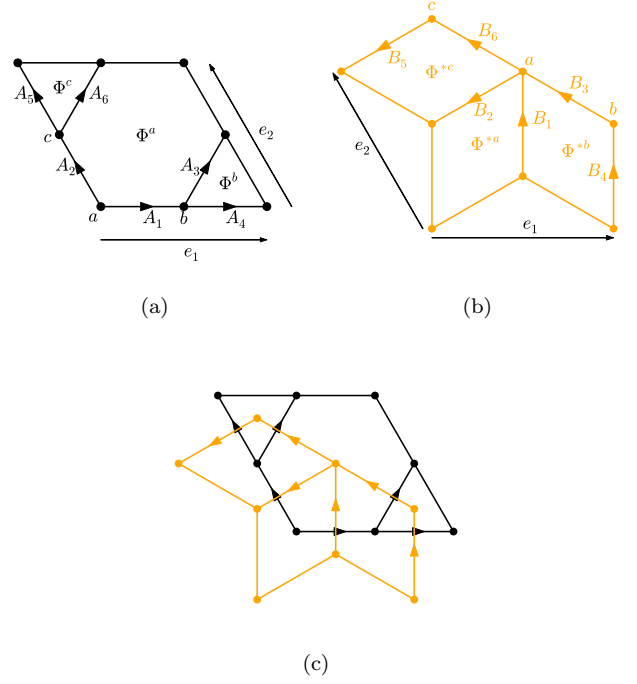 A₅ Φᶜ A₆
c
A₂
Φᵃ
A₃
Φᵇ
e₂
a A₁ b A₄
e₁
(a)
c
B₆
B₅
Φ*ᶜ
a
B₃
b
B₂
B₁
Φ*ᵃ
Φ*ᵇ
B₄
e₂
e₁
(b)
(c)